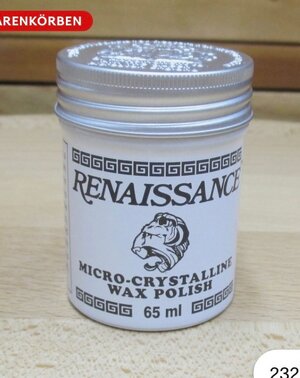 ARENKÖRBEN
RENAISSANCE
MICRO-CRYSTALLINE
WAX POLISH
65 ml
232